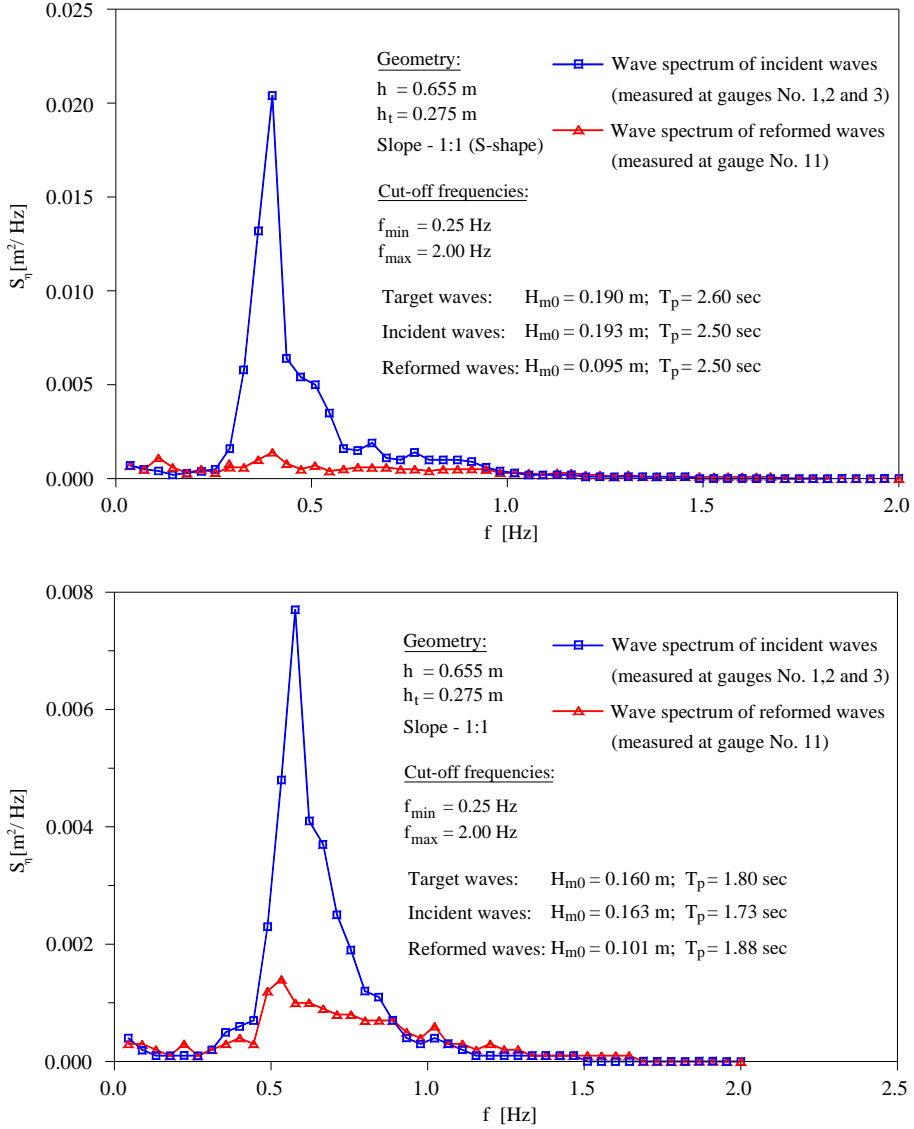 0.025
0.020
0.015
0.010
0.005
0.000
S_η [m²/ Hz]
Geometry:
h = 0.655 m
h_t = 0.275 m
Slope - 1:1 (S-shape)
Cut-off frequencies:
f_min = 0.25 Hz
f_max = 2.00 Hz
Wave spectrum of incident waves
(measured at gauges No. 1,2 and 3)
Wave spectrum of reformed waves
(measured at gauge No. 11)
Target waves: H_m0 = 0.190 m; T_p = 2.60 sec
Incident waves: H_m0 = 0.193 m; T_p = 2.50 sec
Reformed waves: H_m0 = 0.095 m; T_p = 2.50 sec
0.0 0.5 1.0 1.5 2.0
f [Hz]
0.008
0.006
0.004
0.002
0.000
S_η [m²/ Hz]
Geometry:
h = 0.655 m
h_t = 0.275 m
Slope - 1:1
Cut-off frequencies:
f_min = 0.25 Hz
f_max = 2.00 Hz
Wave spectrum of incident waves
(measured at gauges No. 1,2 and 3)
Wave spectrum of reformed waves
(measured at gauge No. 11)
Target waves: H_m0 = 0.160 m; T_p = 1.80 sec
Incident waves: H_m0 = 0.163 m; T_p = 1.73 sec
Reformed waves: H_m0 = 0.101 m; T_p = 1.88 sec
0.0 0.5 1.0 1.5 2.0 2.5
f [Hz]